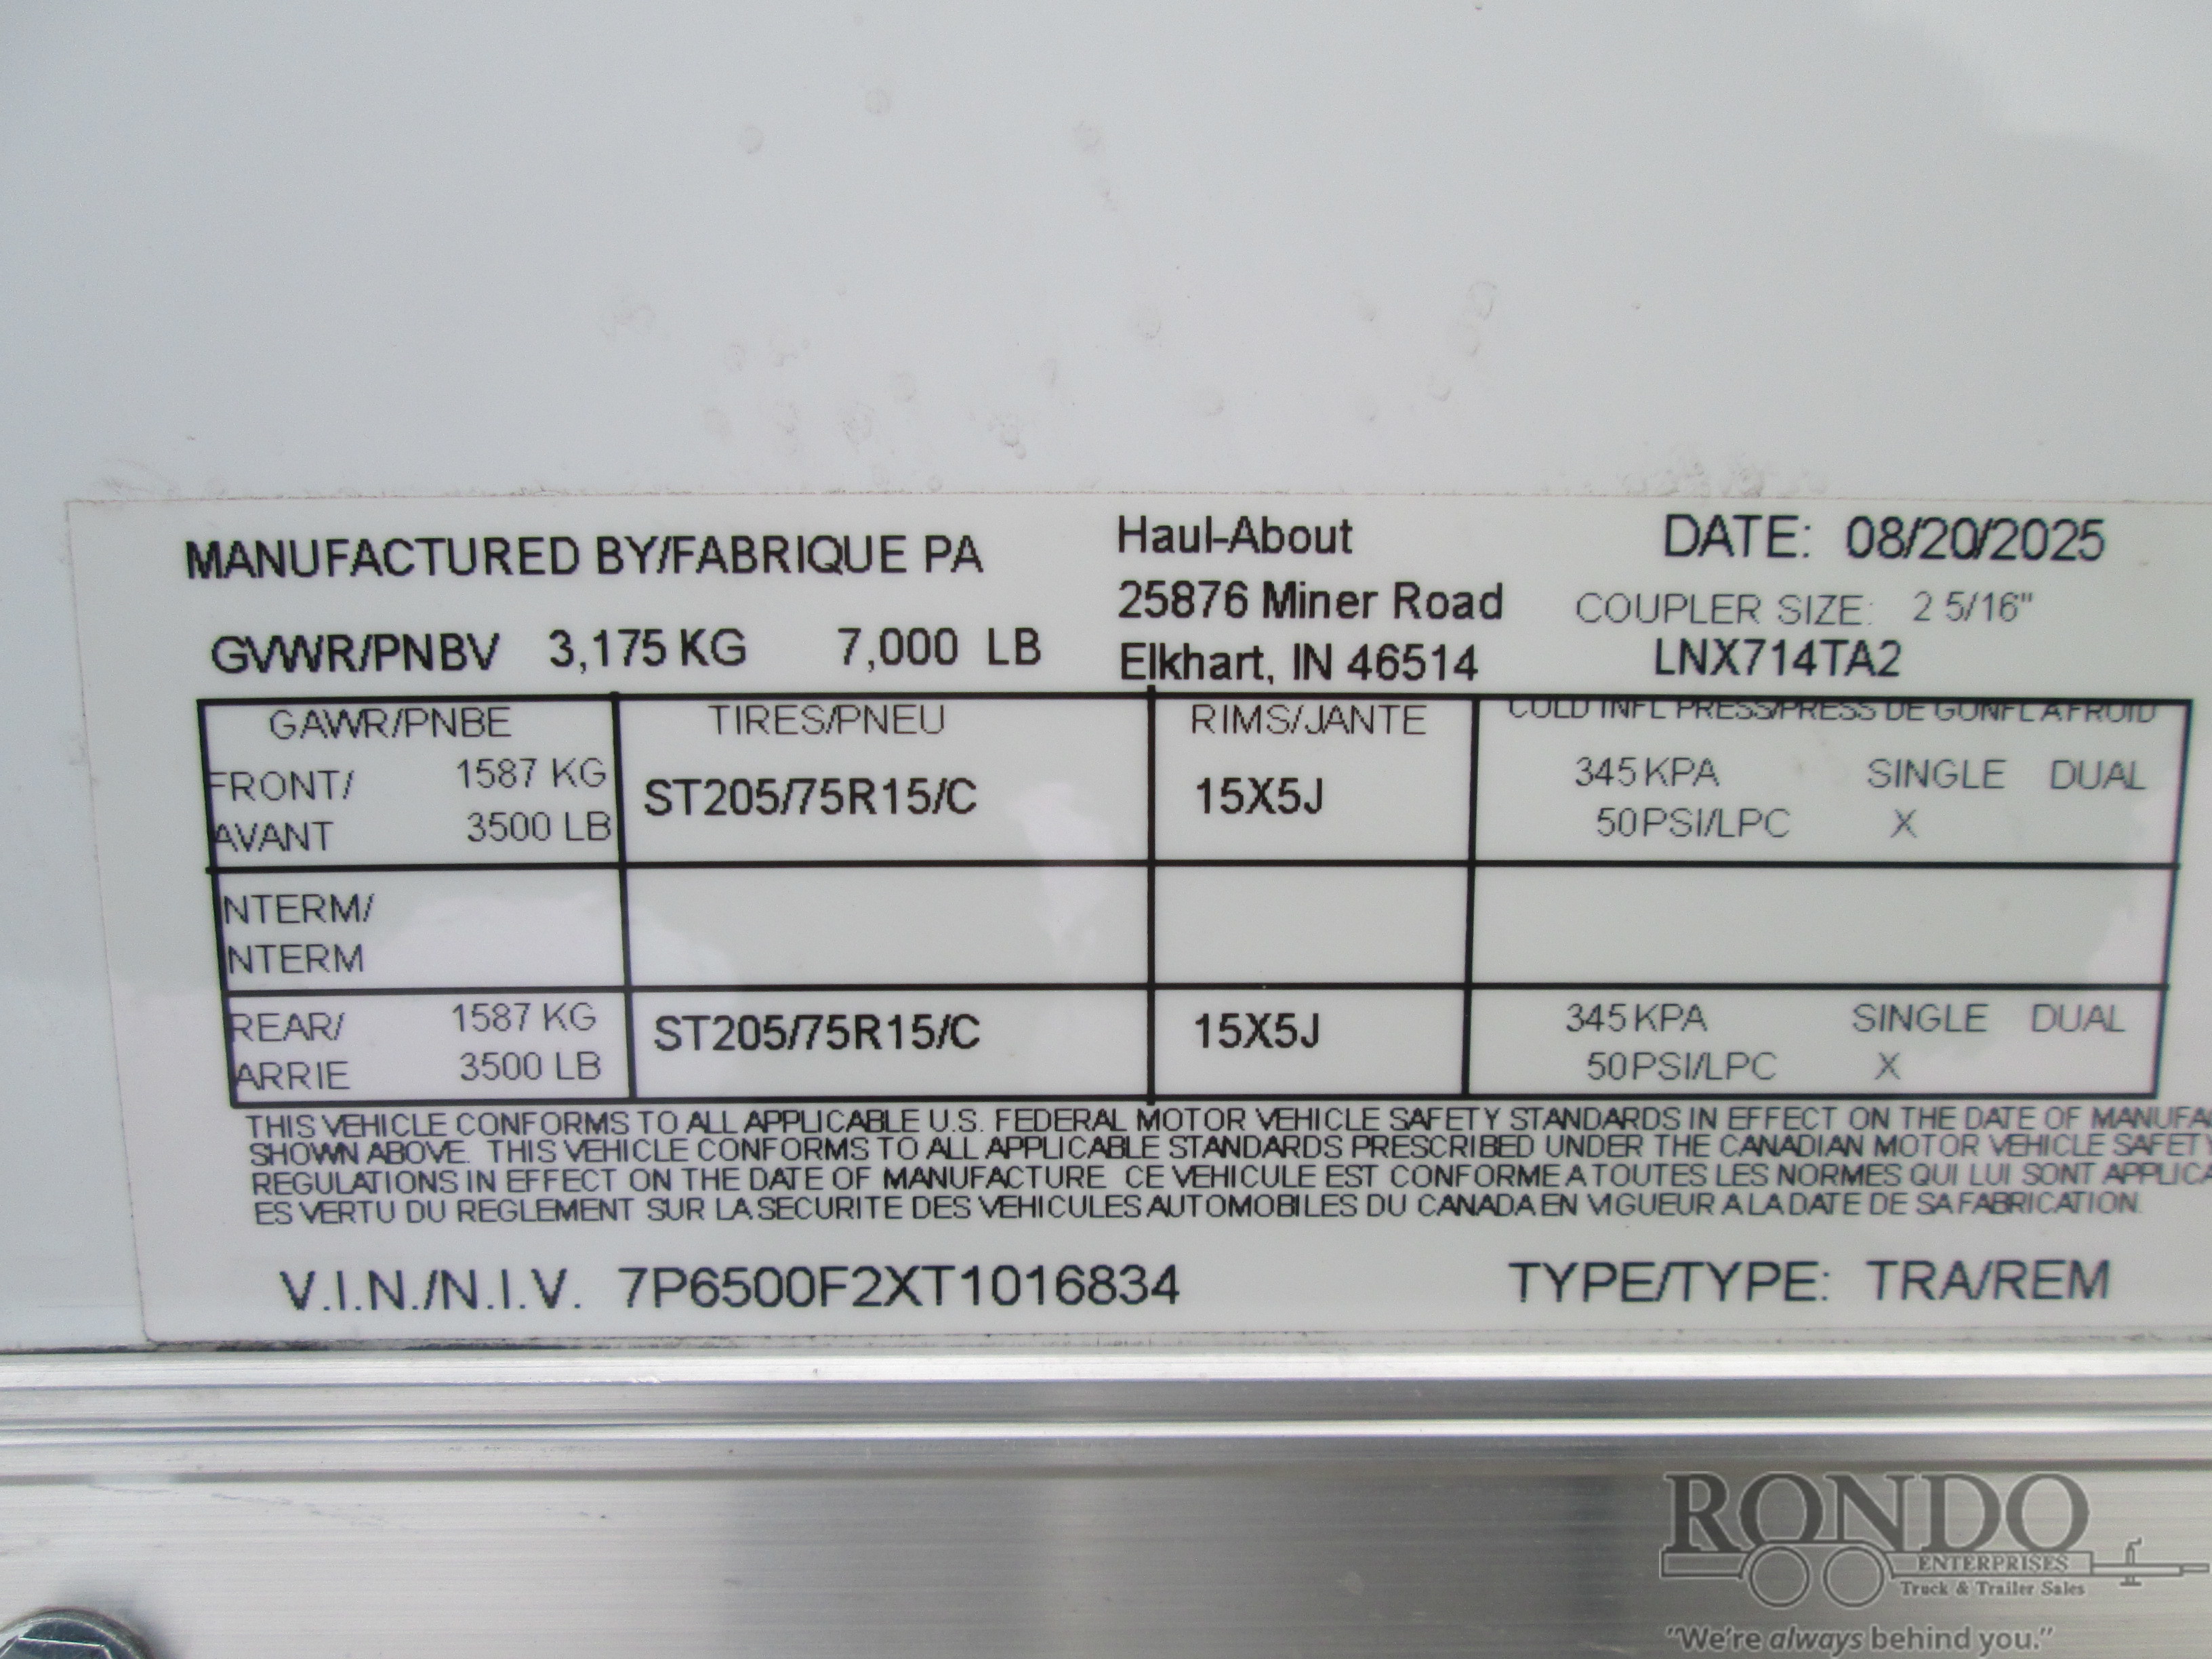 MANUFACTURED BY/FABRIQUE PA
Haul-About
25876 Miner Road
Elkhart, IN 46514
DATE: 08/20/2025
COUPLER SIZE: 2 5/16"
LNX714TA2
GVWR/PNBV 3,175 KG 7,000 LB
GAWR/PNBE TIRES/PNEU RIMS/JANTE COLD INFL PRESS/PRESS DE GONFL A FROID
FRONT/ 1587 KG ST205/75R15/C 15X5J 345 KPA SINGLE DUAL
AVANT 3500 LB 50 PSI/LPC X
NTERM/
NTERM
REAR/ 1587 KG ST205/75R15/C 15X5J 345 KPA SINGLE DUAL
ARRIE 3500 LB 50 PSI/LPC X
THIS VEHICLE CONFORMS TO ALL APPLICABLE U.S. FEDERAL MOTOR VEHICLE SAFETY STANDARDS IN EFFECT ON THE DATE OF MANUFA
SHOWN ABOVE. THIS VEHICLE CONFORMS TO ALL APPLICABLE STANDARDS PRESCRIBED UNDER THE CANADIAN MOTOR VEHICLE SAFETY
REGULATIONS IN EFFECT ON THE DATE OF MANUFACTURE CE VEHICULE EST CONFORME A TOUTES LES NORMES QUI LUI SONT APPLICA
ES VERTU DU REGLEMENT SUR LA SECURITE DES VEHICULES AUTOMOBILES DU CANADA EN VIGUEUR A LA DATE DE SA FABRICATION.
V.I.N./N.I.V. 7P6500F2XT1016834 TYPE/TYPE: TRA/REM
RONDO
ENTERPRISES
Truck & Trailer Sales
"We're always behind you."